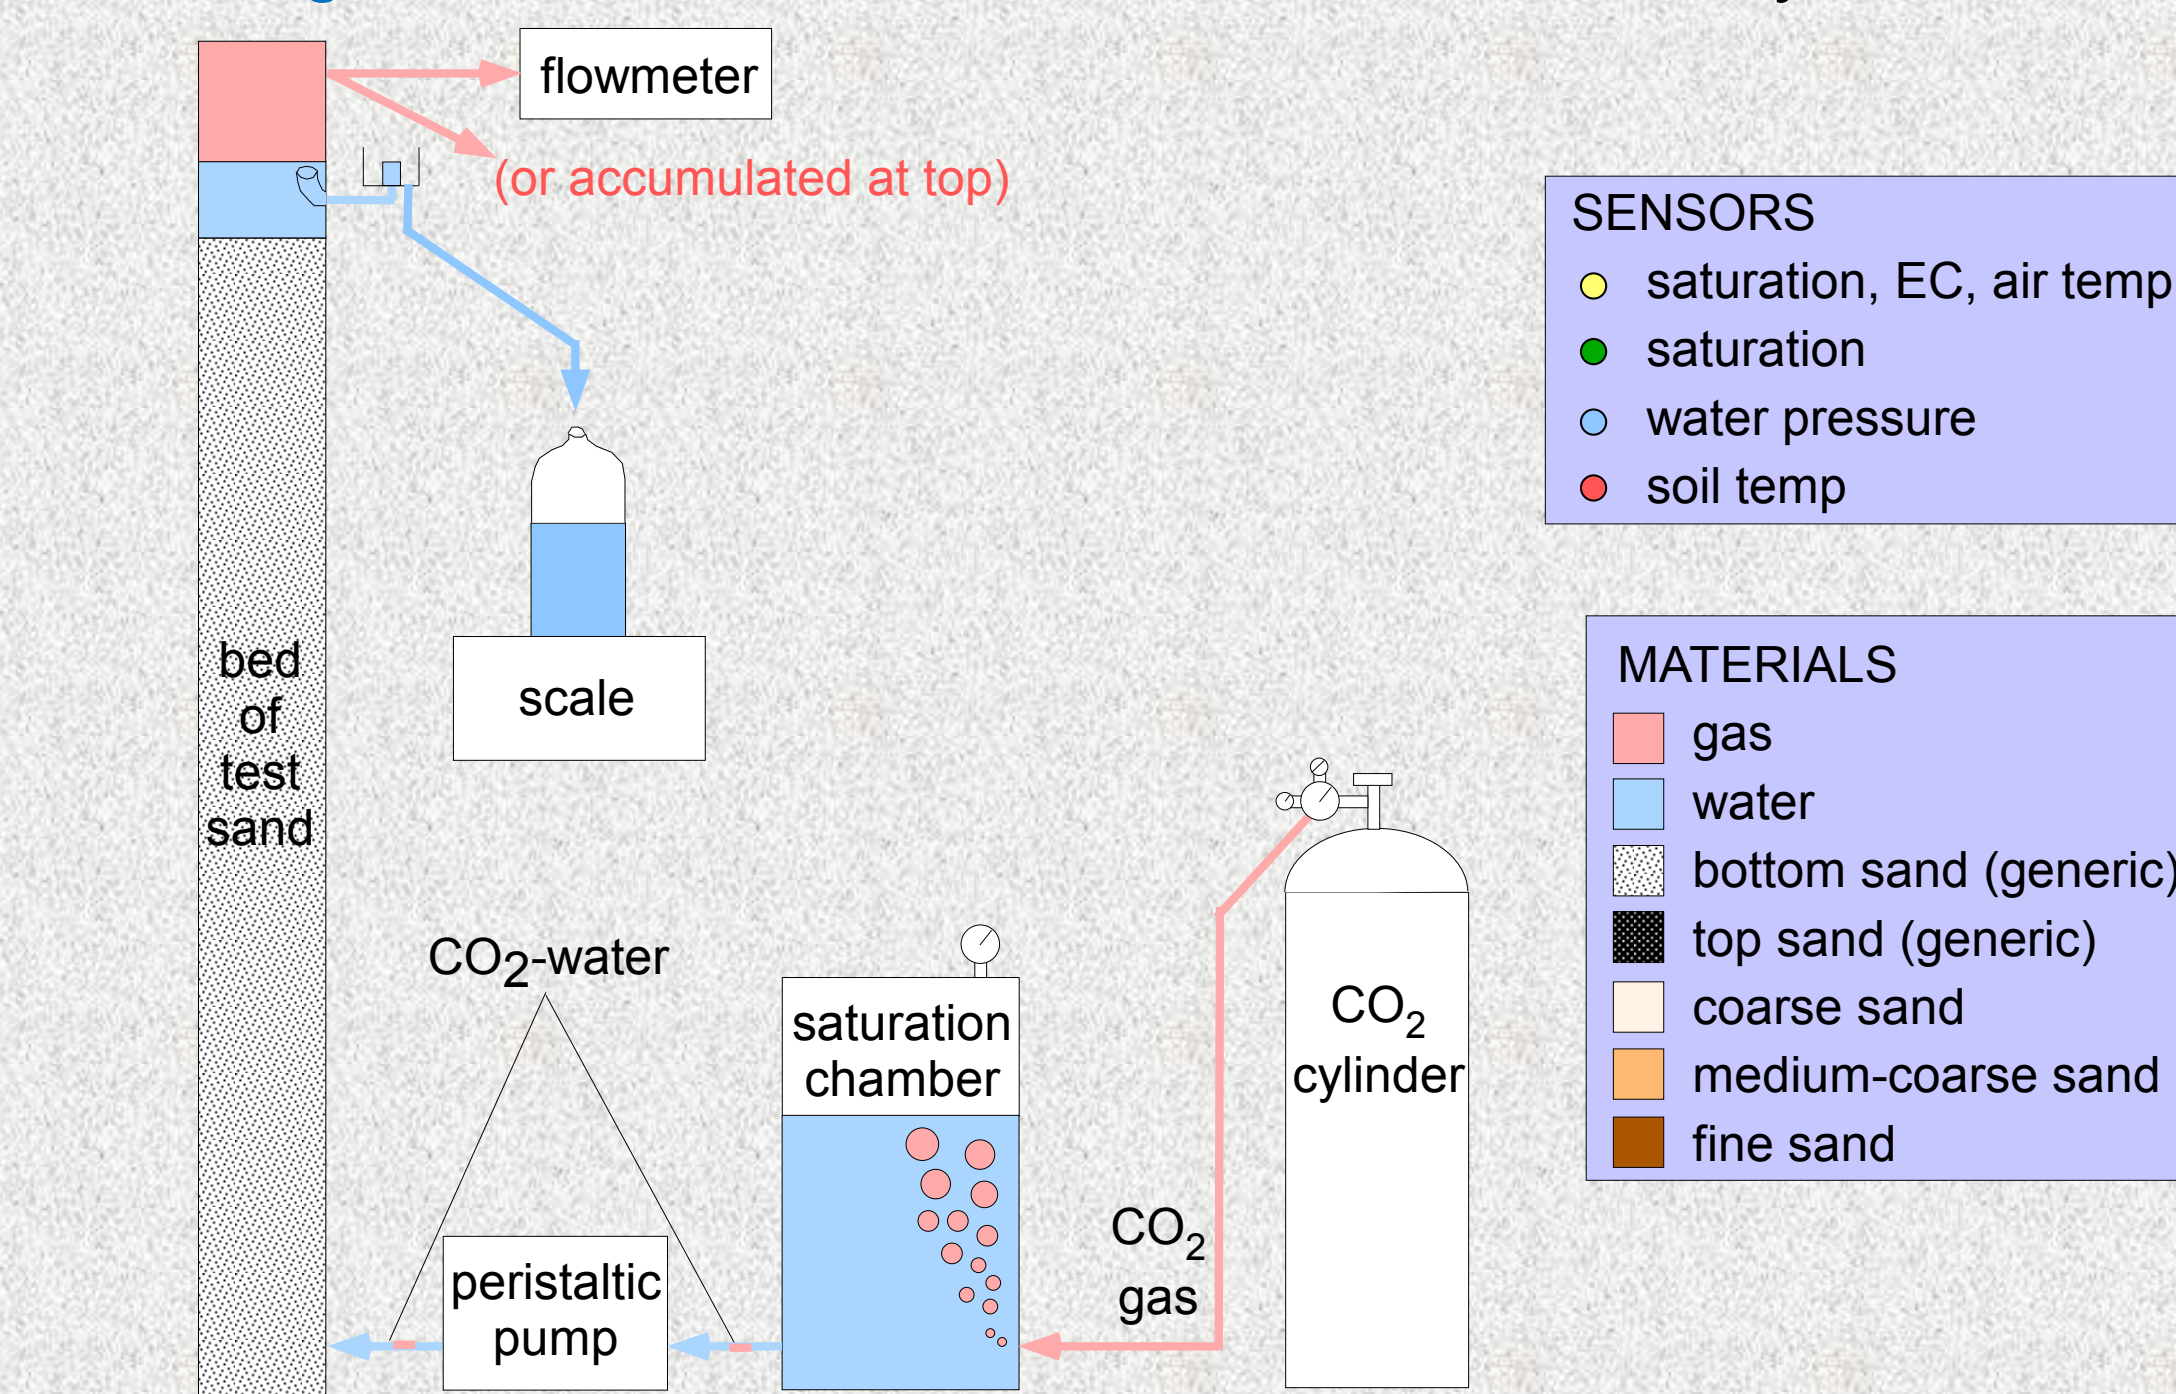 flowmeter
(or accumulated at top)
SENSORS
saturation, EC, air temp
saturation
water pressure
soil temp
bed
of
test
sand
scale
MATERIALS
gas
water
bottom sand (generic)
top sand (generic)
coarse sand
medium-coarse sand
fine sand
CO2-water
saturation
chamber
CO2
cylinder
CO2
gas
peristaltic
pump